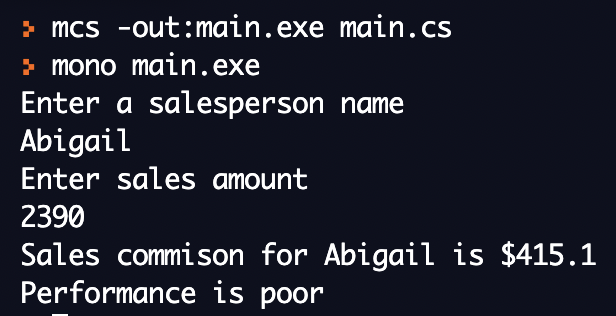 mcs -out:main.exe main.cs
mono main.exe
Enter a salesperson name
Abigail
Enter sales amount
2390
Sales commison for Abigail is $415.1
Performance is poor